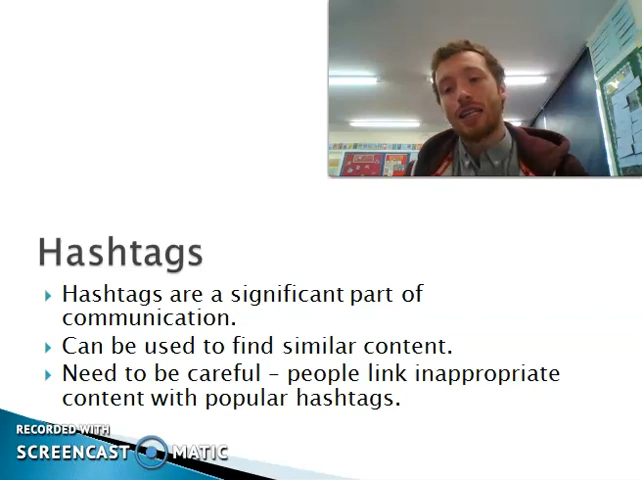 Hashtags
Hashtags are a significant part of
communication.
Can be used to find similar content.
Need to be careful – people link inappropriate
content with popular hashtags.
RECORDED WITH
SCREENCAST MATIC